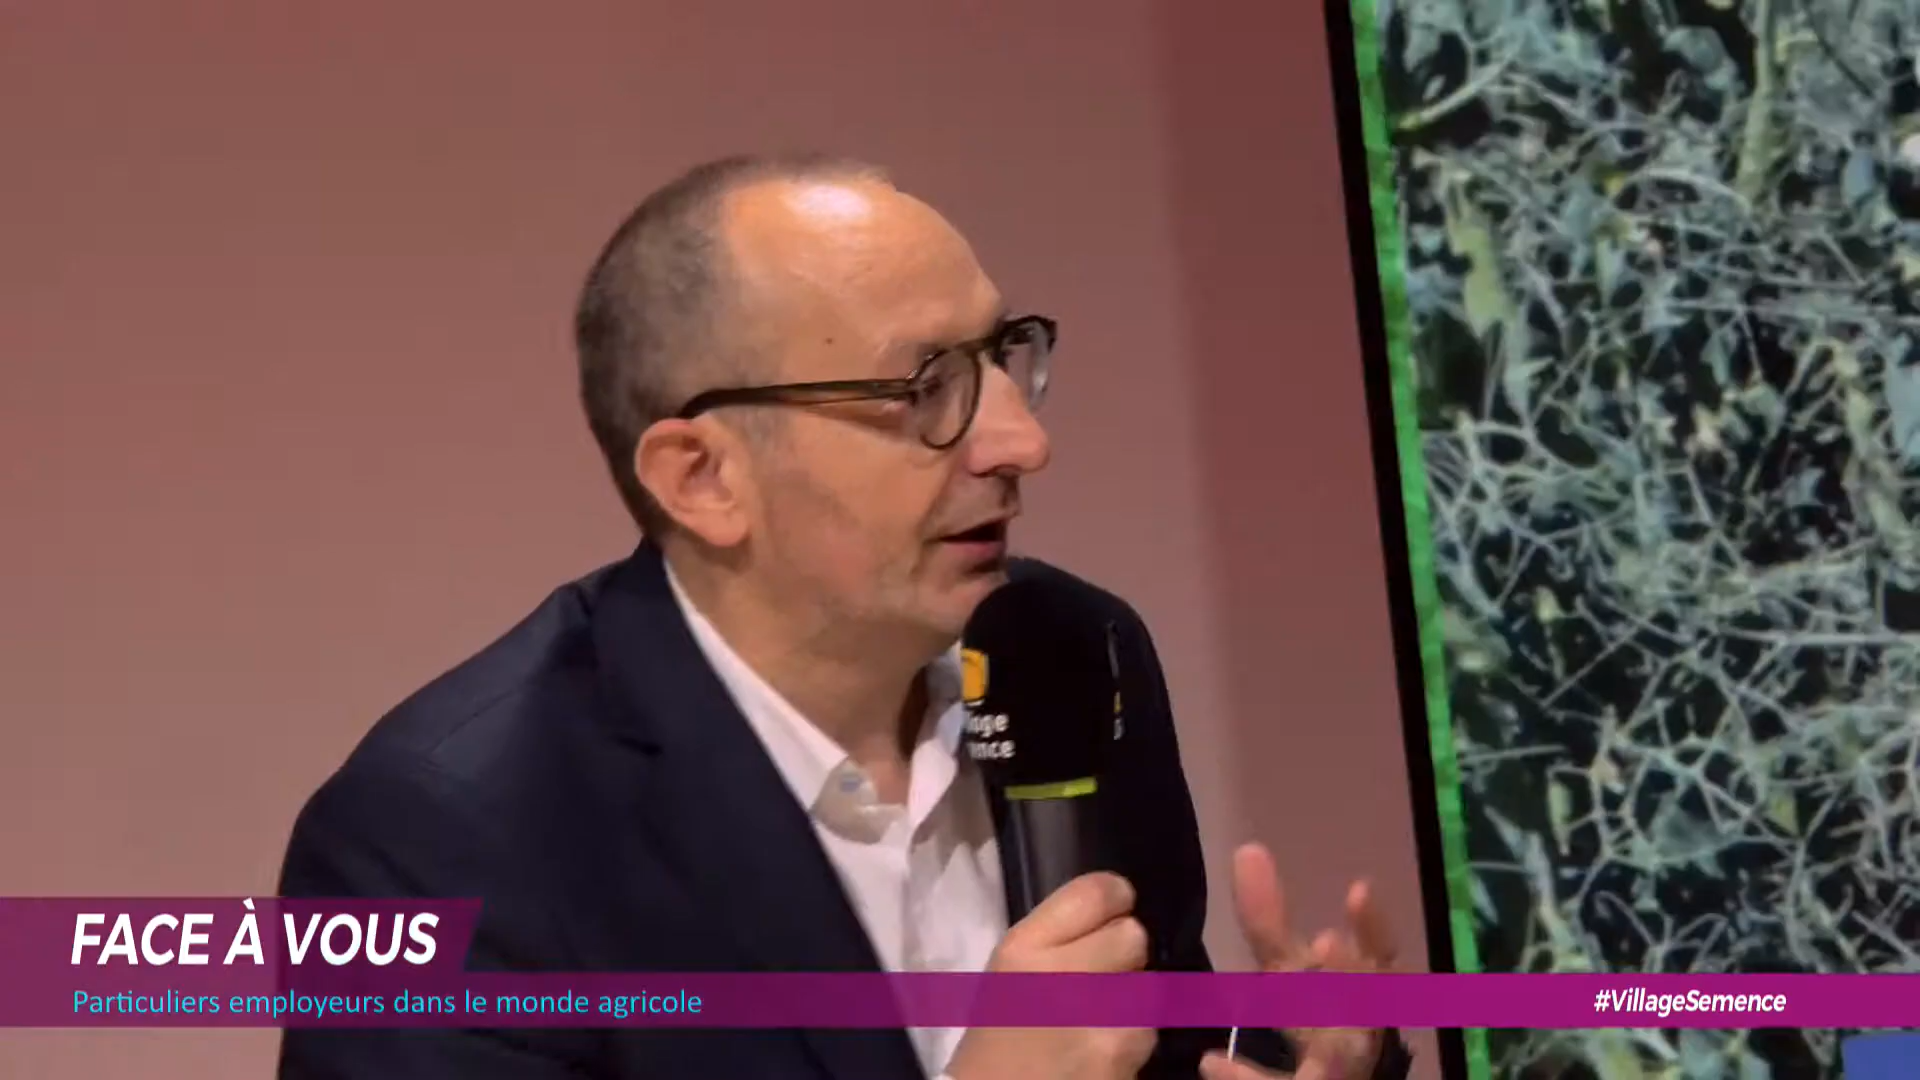 FACE À VOUS
Particuliers employeurs dans le monde agricole
#VillageSemence